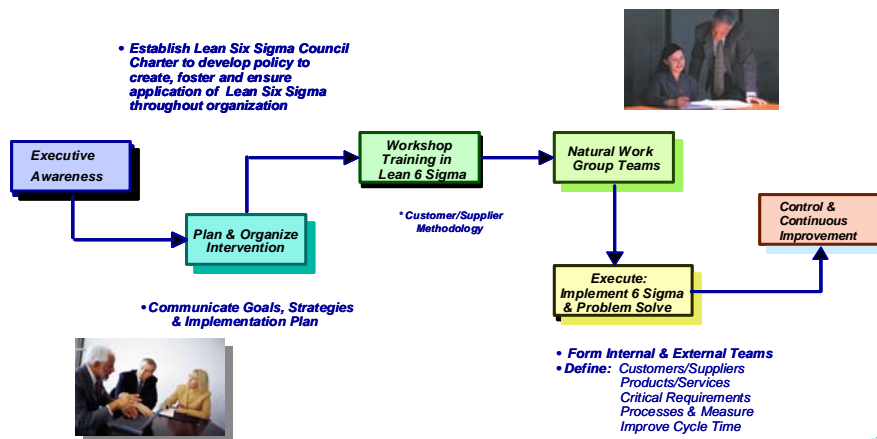 • Establish Lean Six Sigma Council
Charter to develop policy to
create, foster and ensure
application of Lean Six Sigma
throughout organization
Executive
Awareness
Plan & Organize
Intervention
• Communicate Goals, Strategies
& Implementation Plan
Workshop
Training in
Lean 6 Sigma
* Customer/Supplier
Methodology
Natural Work
Group Teams
Execute:
Implement 6 Sigma
& Problem Solve
Control &
Continuous
Improvement
• Form Internal & External Teams
• Define: Customers/Suppliers
Products/Services
Critical Requirements
Processes & Measure
Improve Cycle Time